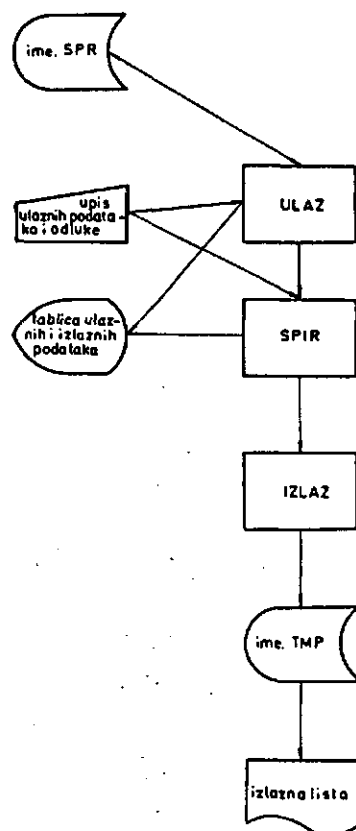 ime. SPR
upis
ulaznih podata -
ka i odluke
ULAZ
tablica ulaz-
nih i izlaznih
podataka
SPIR
IZLAZ
ime. TMP
izlazna lista